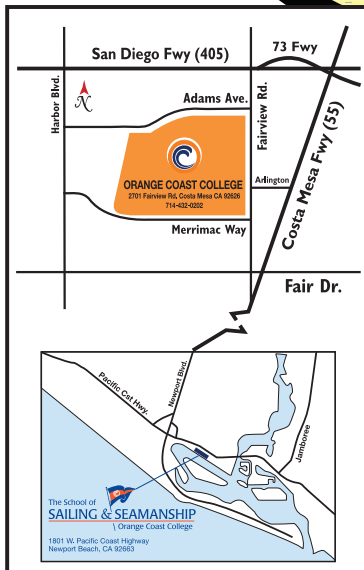 San Diego Fwy (405)
73 Fwy
Harbor Blvd.
N
Adams Ave.
Fairview Rd.
Costa Mesa Fwy (55)
Arlington
ORANGE COAST COLLEGE
2701 Fairview Rd, Costa Mesa CA 92626
714-432-0202
Merrimac Way
Fair Dr.
Pacific Cst Hwy.
Newport Blvd.
Jamboree
The School of
SAILING & SEAMANSHIP
\ Orange Coast College
1801 W. Pacific Coast Highway
Newport Beach, CA 92663